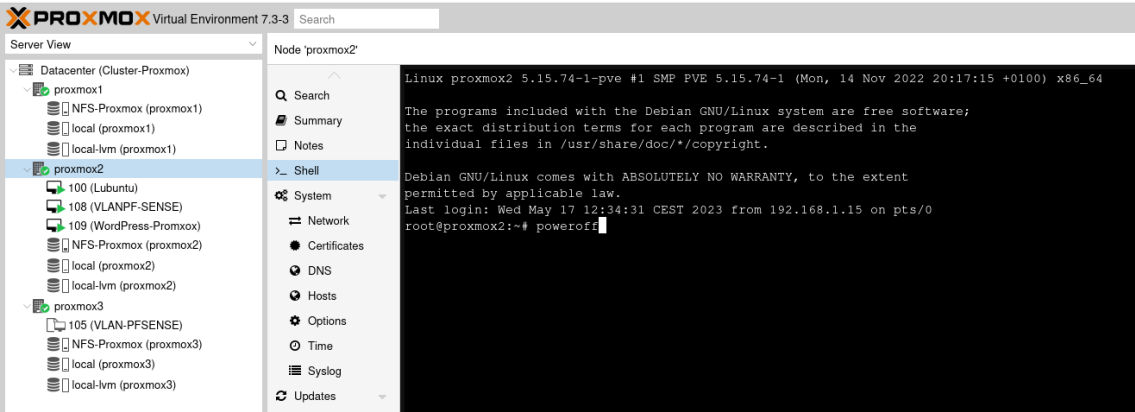 PROXMOX Virtual Environment 7.3-3 Search
Server View
Datacenter (Cluster-Proxmox)
proxmox1
NFS-Proxmox (proxmox1)
local (proxmox1)
local-lvm (proxmox1)
proxmox2
100 (Lubuntu)
108 (VLANPF-SENSE)
109 (WordPress-Promxox)
NFS-Proxmox (proxmox2)
local (proxmox2)
local-lvm (proxmox2)
proxmox3
105 (VLAN-PFSENSE)
NFS-Proxmox (proxmox3)
local (proxmox3)
local-lvm (proxmox3)
Node 'proxmox2'
Search
Summary
Notes
>_ Shell
System
Network
Certificates
DNS
Hosts
Options
Time
Syslog
Updates
Linux proxmox2 5.15.74-1-pve #1 SMP PVE 5.15.74-1 (Mon, 14 Nov 2022 20:17:15 +0100) x86_64
The programs included with the Debian GNU/Linux system are free software;
the exact distribution terms for each program are described in the
individual files in /usr/share/doc/*/copyright.
Debian GNU/Linux comes with ABSOLUTELY NO WARRANTY, to the extent
permitted by applicable law.
Last login: Wed May 17 12:34:31 CEST 2023 from 192.168.1.15 on pts/0
root@proxmox2:~# poweroff